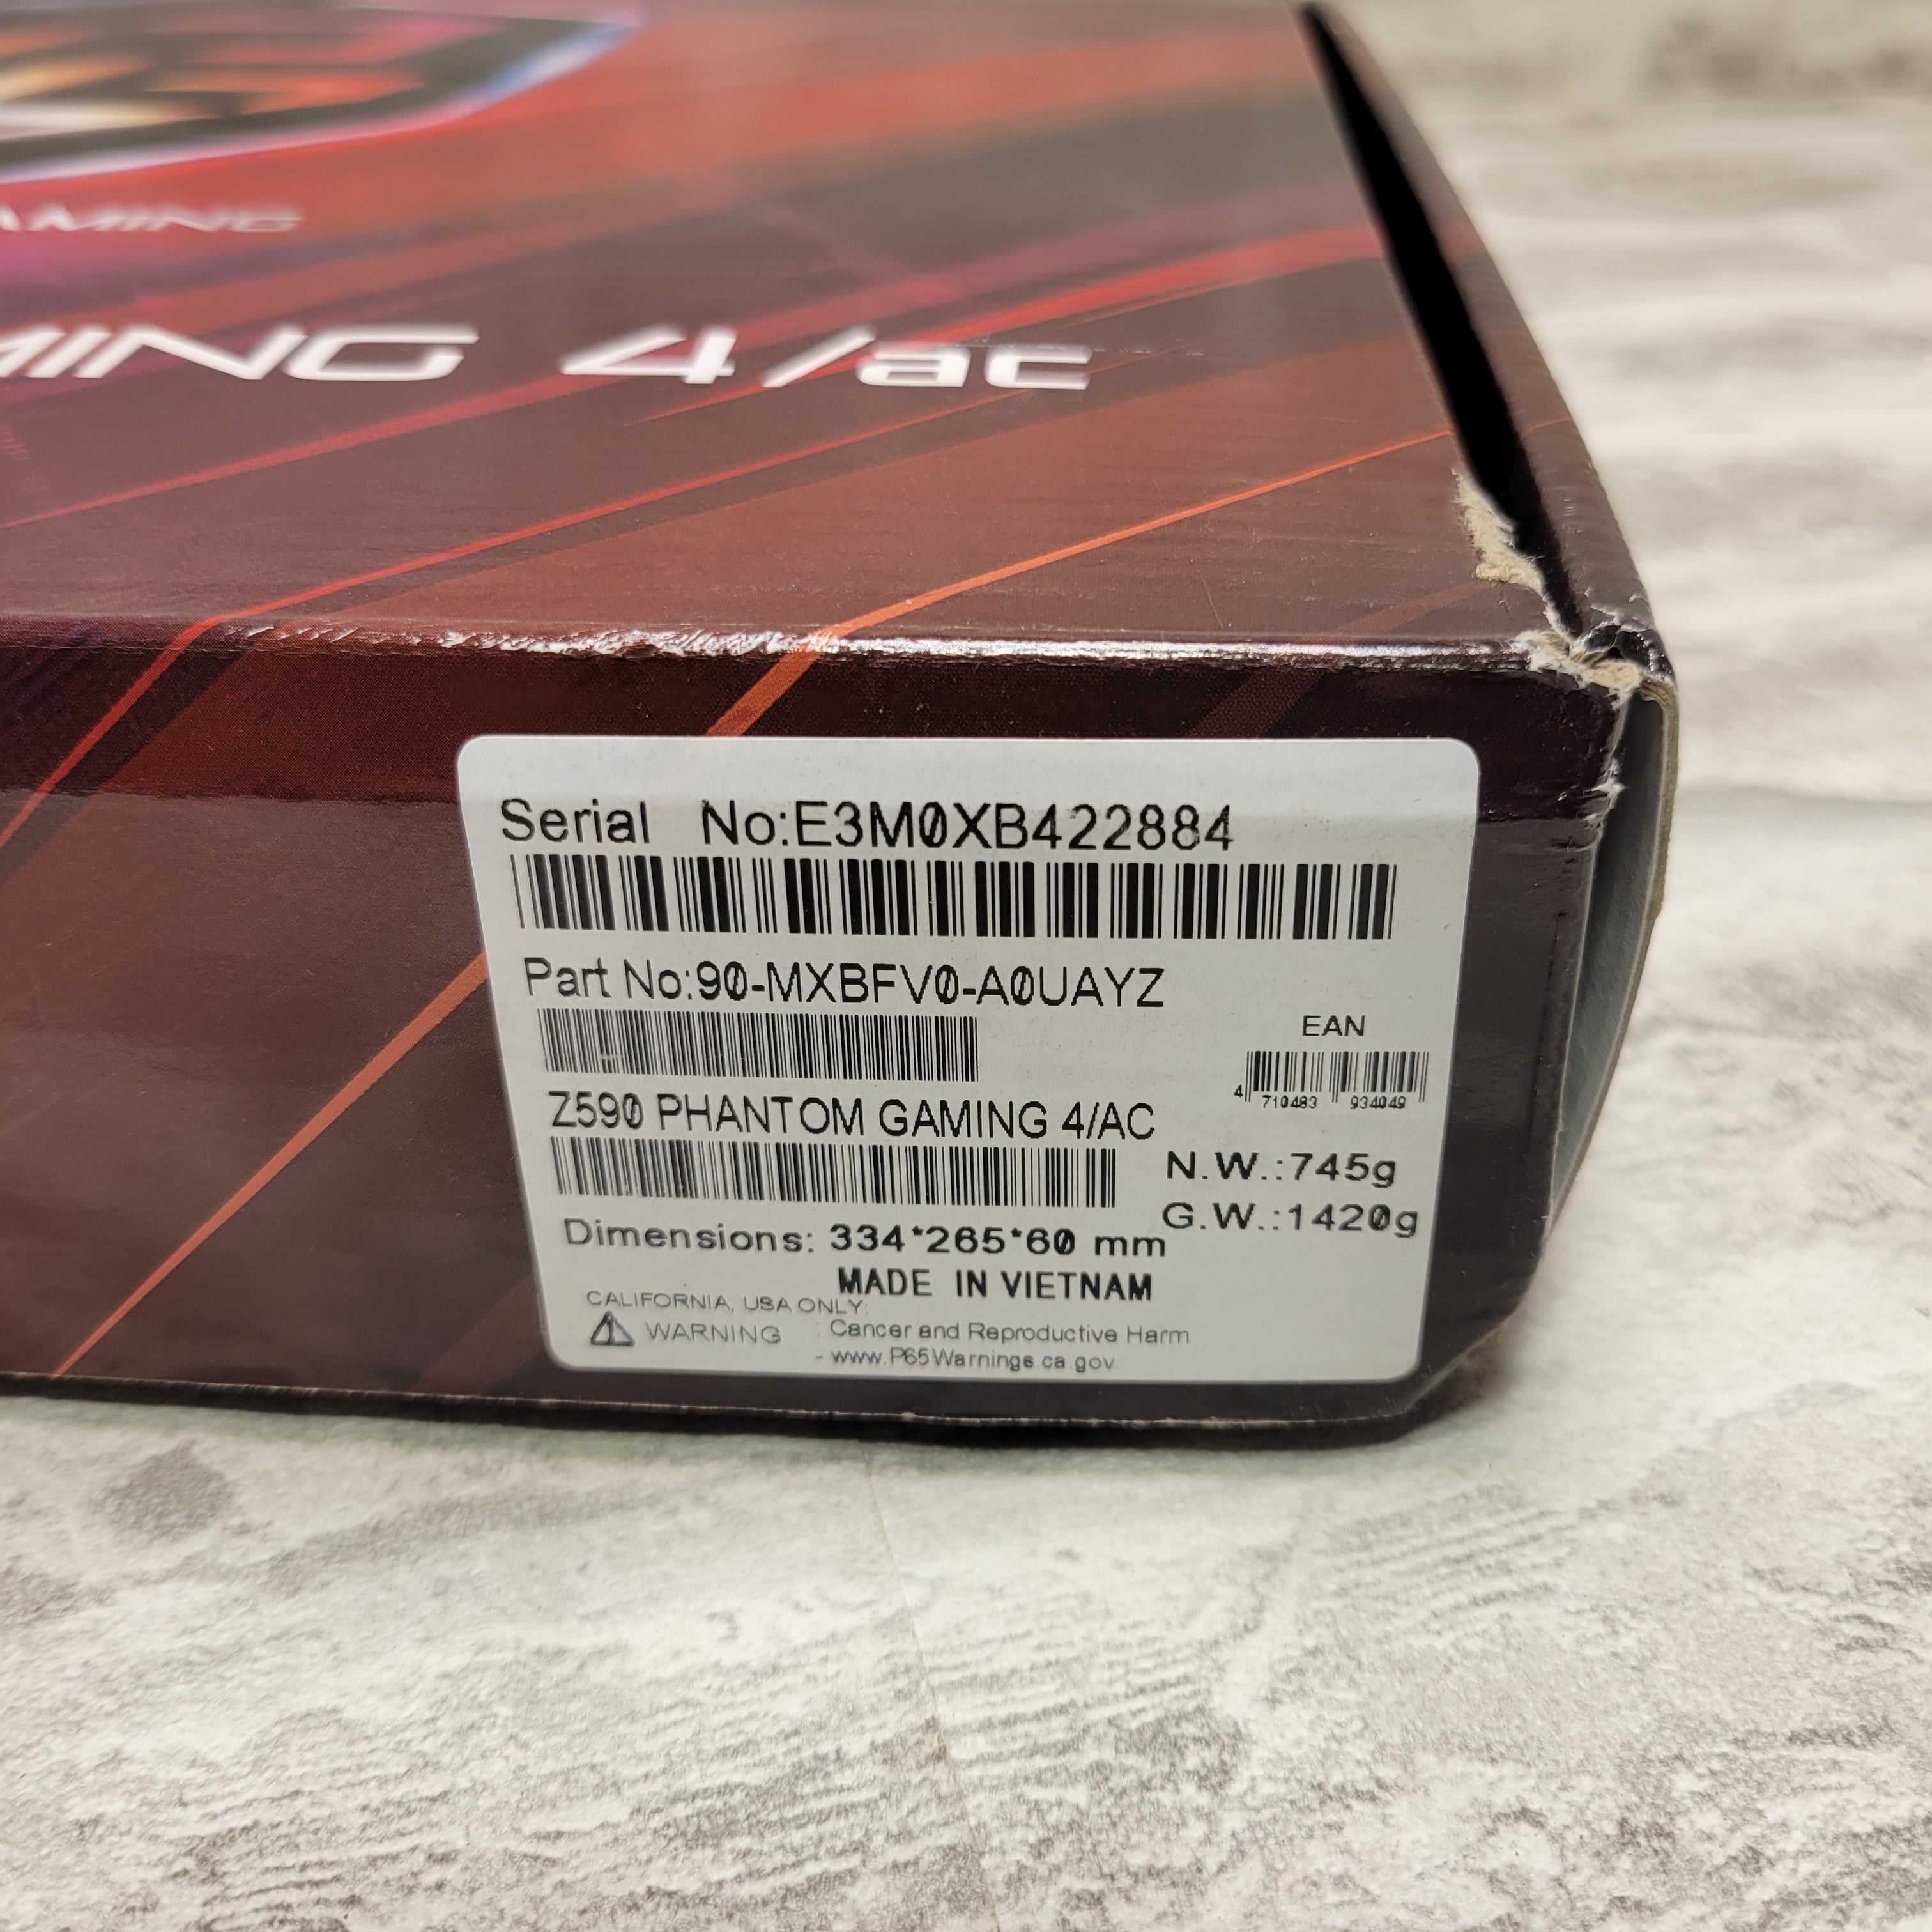 AMING
MING 4/ac
Serial No:E3M0XB422884
Part No:90-MXBFV0-A0UAYZ
EAN
4 710483 934049
Z590 PHANTOM GAMING 4/AC
N.W.:745g
G.W.:1420g
Dimensions: 334*265*60 mm
MADE IN VIETNAM
CALIFORNIA, USA ONLY:
WARNING : Cancer and Reproductive Harm
- www.P65Warnings.ca.gov